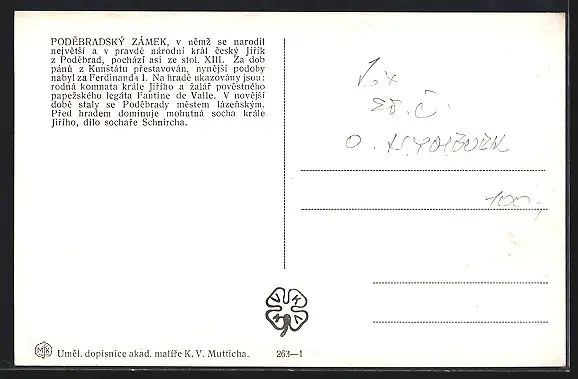 PODĚBRADSKÝ ZÁMEK, v němž se narodil
největší a v pravdě národní král český Jiřík
z Poděbrad, pochází asi ze stol. XIII. Za dob
pánů z Kunštátu přestavován, nynější podoby
nabyl za Ferdinanda I. Na hradě ukazovány jsou:
rodná komnata krále Jiřího a žalář pověstného
papežského legáta Fantine de Valle. V novější
době staly se Poděbrady městem lázeňským.
Před hradem dominuje mohutná socha krále
Jiřího, dílo sochaře Schnircha.
O. NYMBURK
100,-
Uměl. dopisnice akad. malíře K. V. Mutticha. 263—1